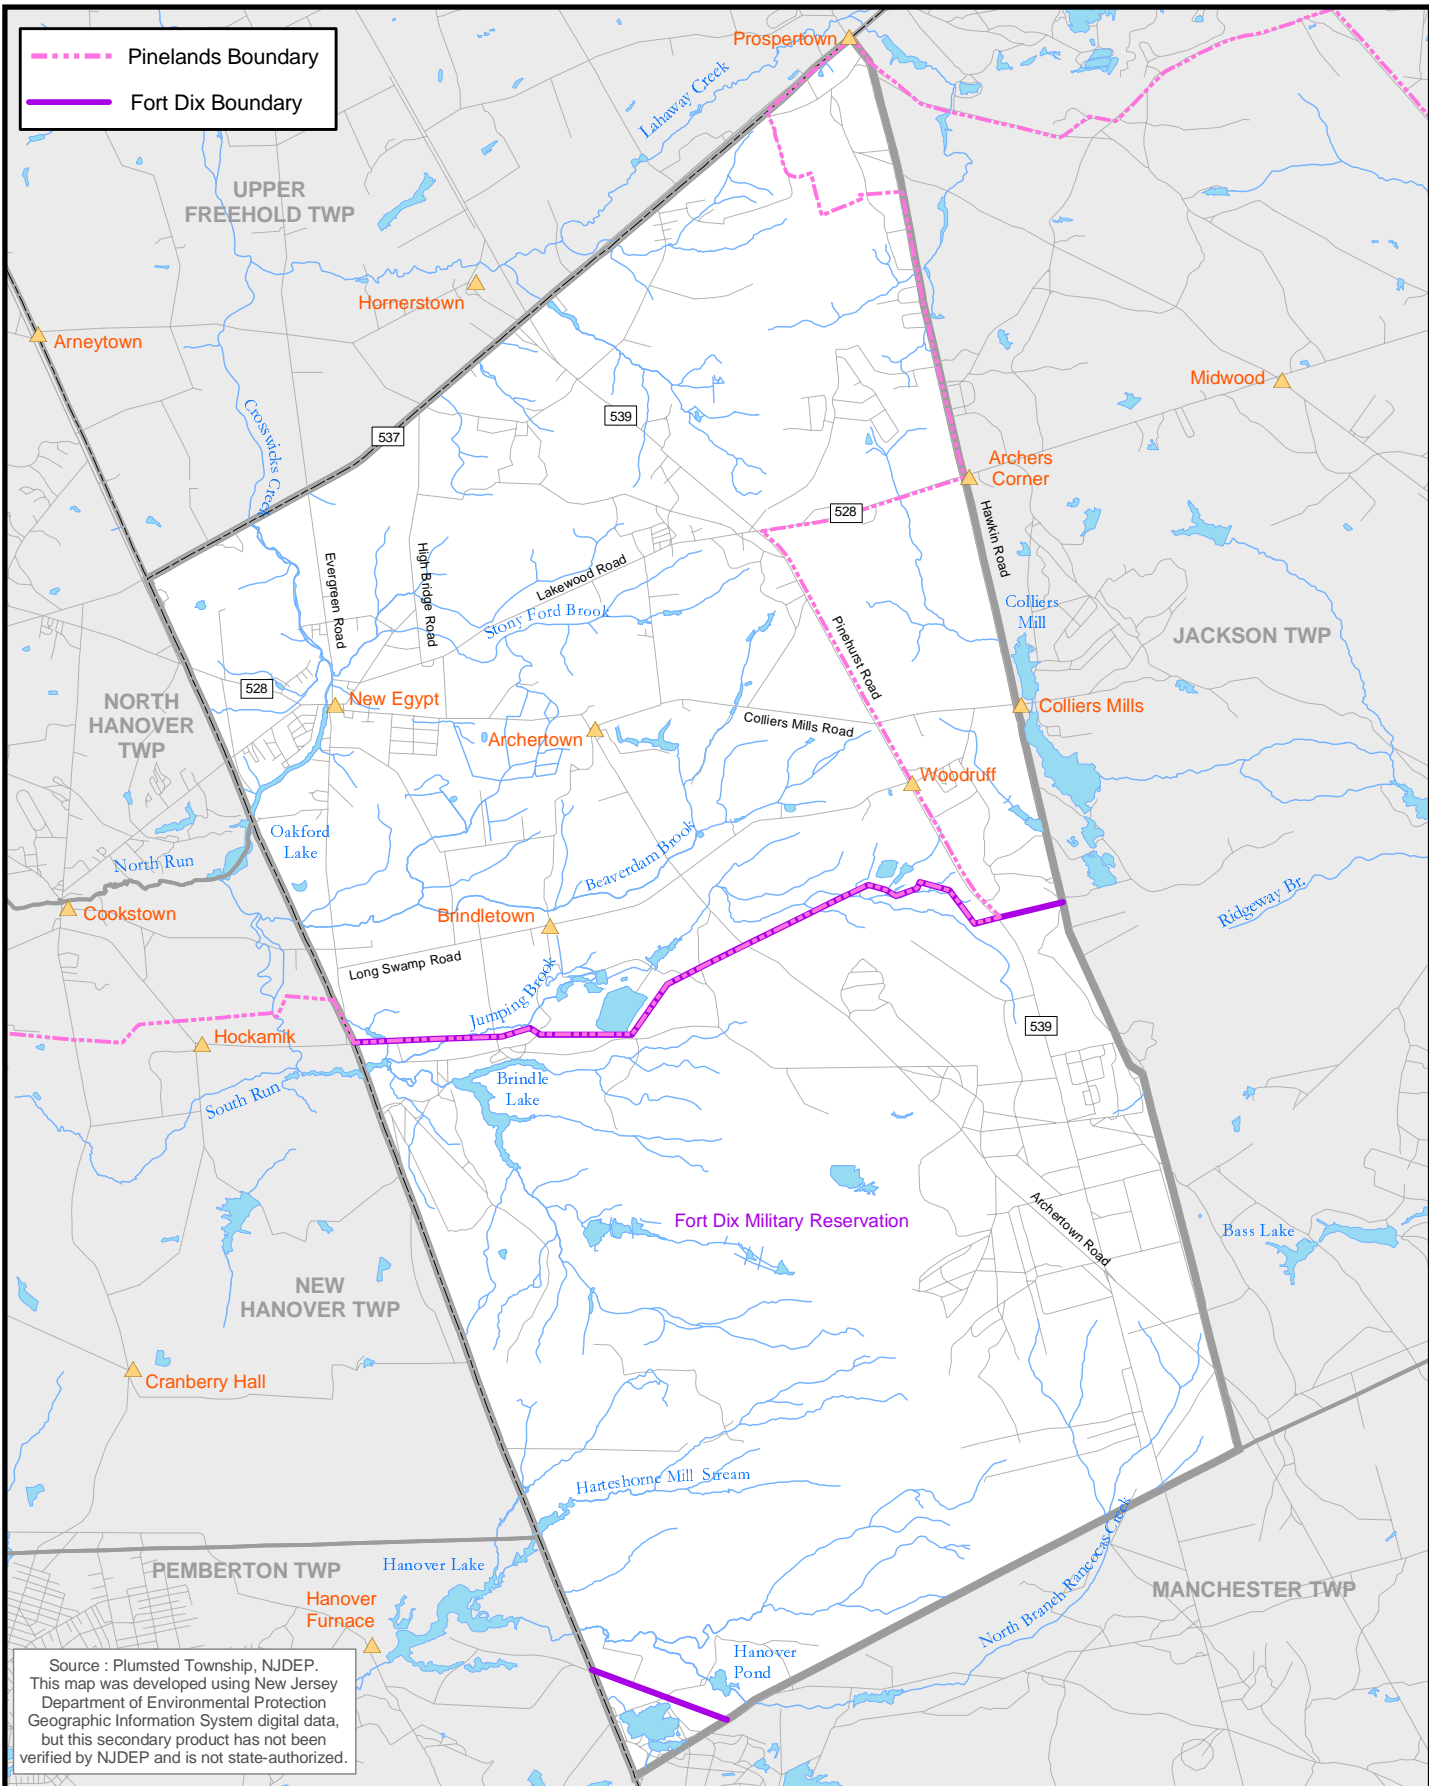 Pinelands Boundary
Fort Dix Boundary
Prospertown
Lahaway Creek
UPPER
FREEHOLD TWP
Hornerstown
Arneytown
Midwood
Crosswicks Creek
539
537
Archers
Corner
528
Hawkin Road
Evergreen Road
High Bridge Road
Lakewood Road
Stony Ford Brook
Colliers
Mill
Pinehurst Road
JACKSON TWP
528
NORTH
HANOVER
TWP
New Egypt
Archertown
Colliers Mills Road
Colliers Mills
Woodruff
Oakford
Lake
North Run
Beaverdam Brook
Cookstown
Brindletown
Ridgeway Br.
Long Swamp Road
Jumping Brook
539
Hockamik
South Run
Brindle
Lake
Fort Dix Military Reservation
Archertown Road
Bass Lake
NEW
HANOVER TWP
Cranberry Hall
Harteshorne Mill Stream
PEMBERTON TWP
Hanover Lake
North Branch Rancocas Creek
MANCHESTER TWP
Hanover
Furnace
Hanover
Pond
Source : Plumsted Township, NJDEP.
This map was developed using New Jersey
Department of Environmental Protection
Geographic Information System digital data,
but this secondary product has not been
verified by NJDEP and is not state-authorized.